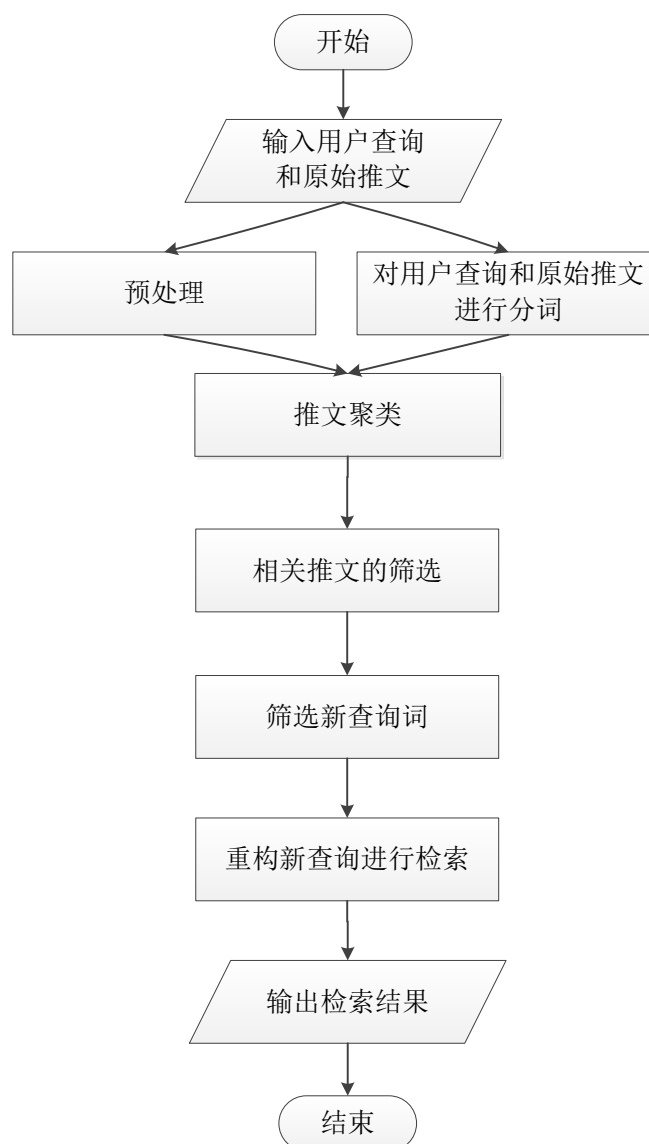 开始
输入用户查询
和原始推文
预处理
对用户查询和原始推文
进行分词
推文聚类
相关推文的筛选
筛选新查询词
重构新查询进行检索
输出检索结果
结束